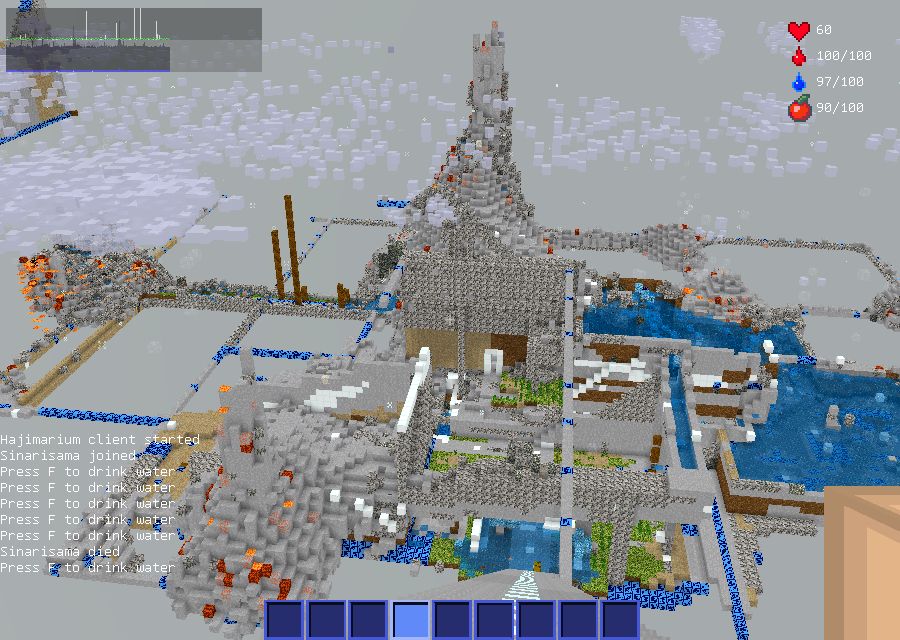 60
100/100
97/100
90/100
Hajimarium client started
Sinarisama joined
Press F to drink water
Press F to drink water
Press F to drink water
Press F to drink water
Press F to drink water
Sinarisama died
Press F to drink water